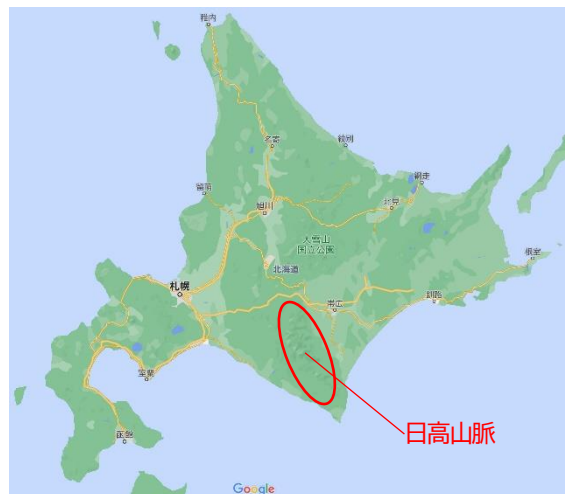 稚内
名寄
紋別
網走
北見
留萌
旭川
大雪山
国立公園
根室
北海道
札幌
帯広
釧路
室蘭
日高山脈
函館
Google